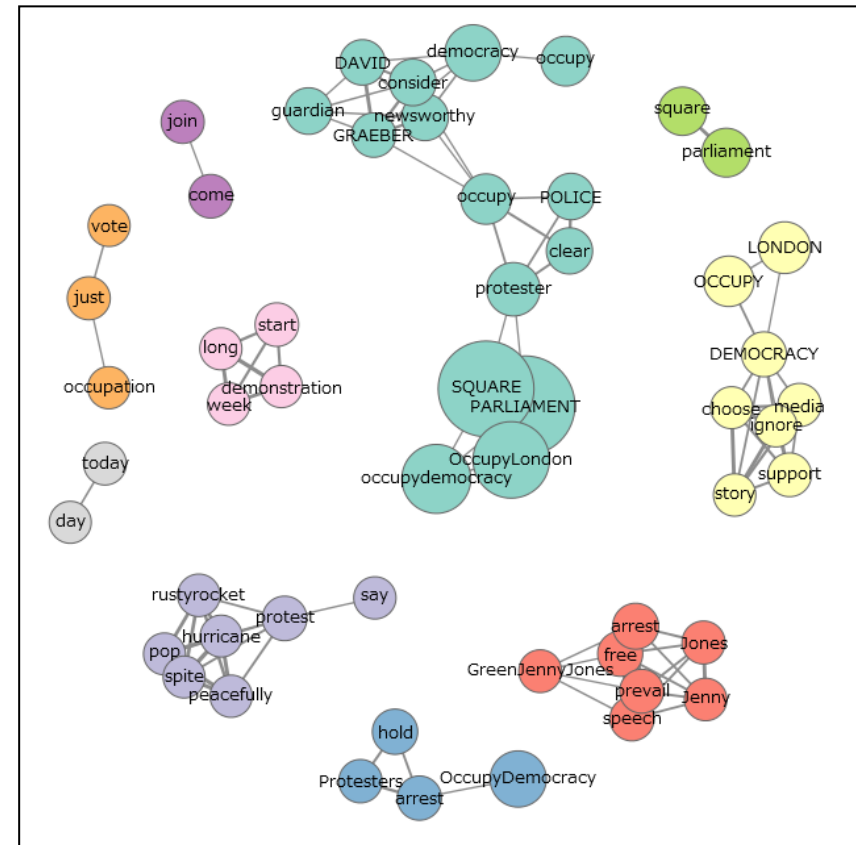 democracy
occupy
DAVID
consider
guardian
newsworthy
GRAEBER
square
parliament
join
come
occupy
POLICE
clear
protester
vote
just
occupation
LONDON
OCCUPY
DEMOCRACY
choose
media
ignore
support
story
start
long
demonstration
week
SQUARE
PARLIAMENT
OccupyLondon
occupydemocracy
today
day
rustyrocket
say
protest
hurricane
pop
spite
peacefully
arrest
Jones
free
GreenJennyJones
prevail
Jenny
speech
hold
Protesters
arrest
OccupyDemocracy